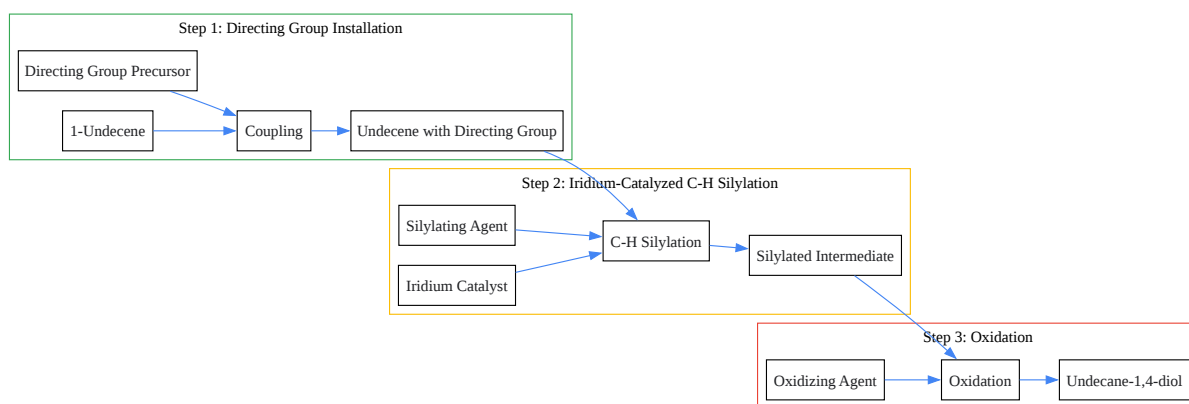 Step 1: Directing Group Installation
Directing Group Precursor
1-Undecene
Coupling
Undecene with Directing Group
Step 2: Iridium-Catalyzed C-H Silylation
Silylating Agent
Iridium Catalyst
C-H Silylation
Silylated Intermediate
Step 3: Oxidation
Oxidizing Agent
Oxidation
Undecane-1,4-diol